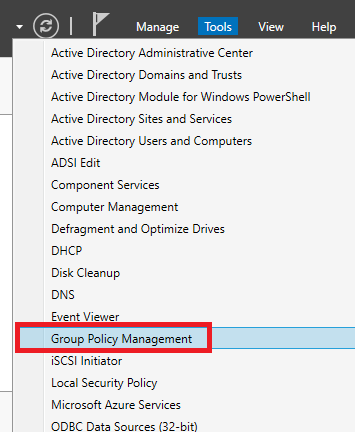 Manage Tools View Help
Active Directory Administrative Center
Active Directory Domains and Trusts
Active Directory Module for Windows PowerShell
Active Directory Sites and Services
Active Directory Users and Computers
ADSI Edit
Component Services
Computer Management
Defragment and Optimize Drives
DHCP
Disk Cleanup
DNS
Event Viewer
Group Policy Management
iSCSI Initiator
Local Security Policy
Microsoft Azure Services
ODBC Data Sources (32-bit)